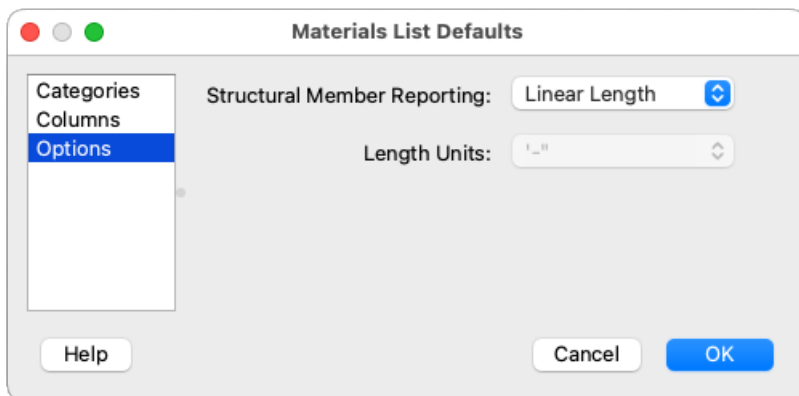 Materials List Defaults
Categories
Columns
Options
Structural Member Reporting: Linear Length
Length Units: '-"
Help
Cancel
OK